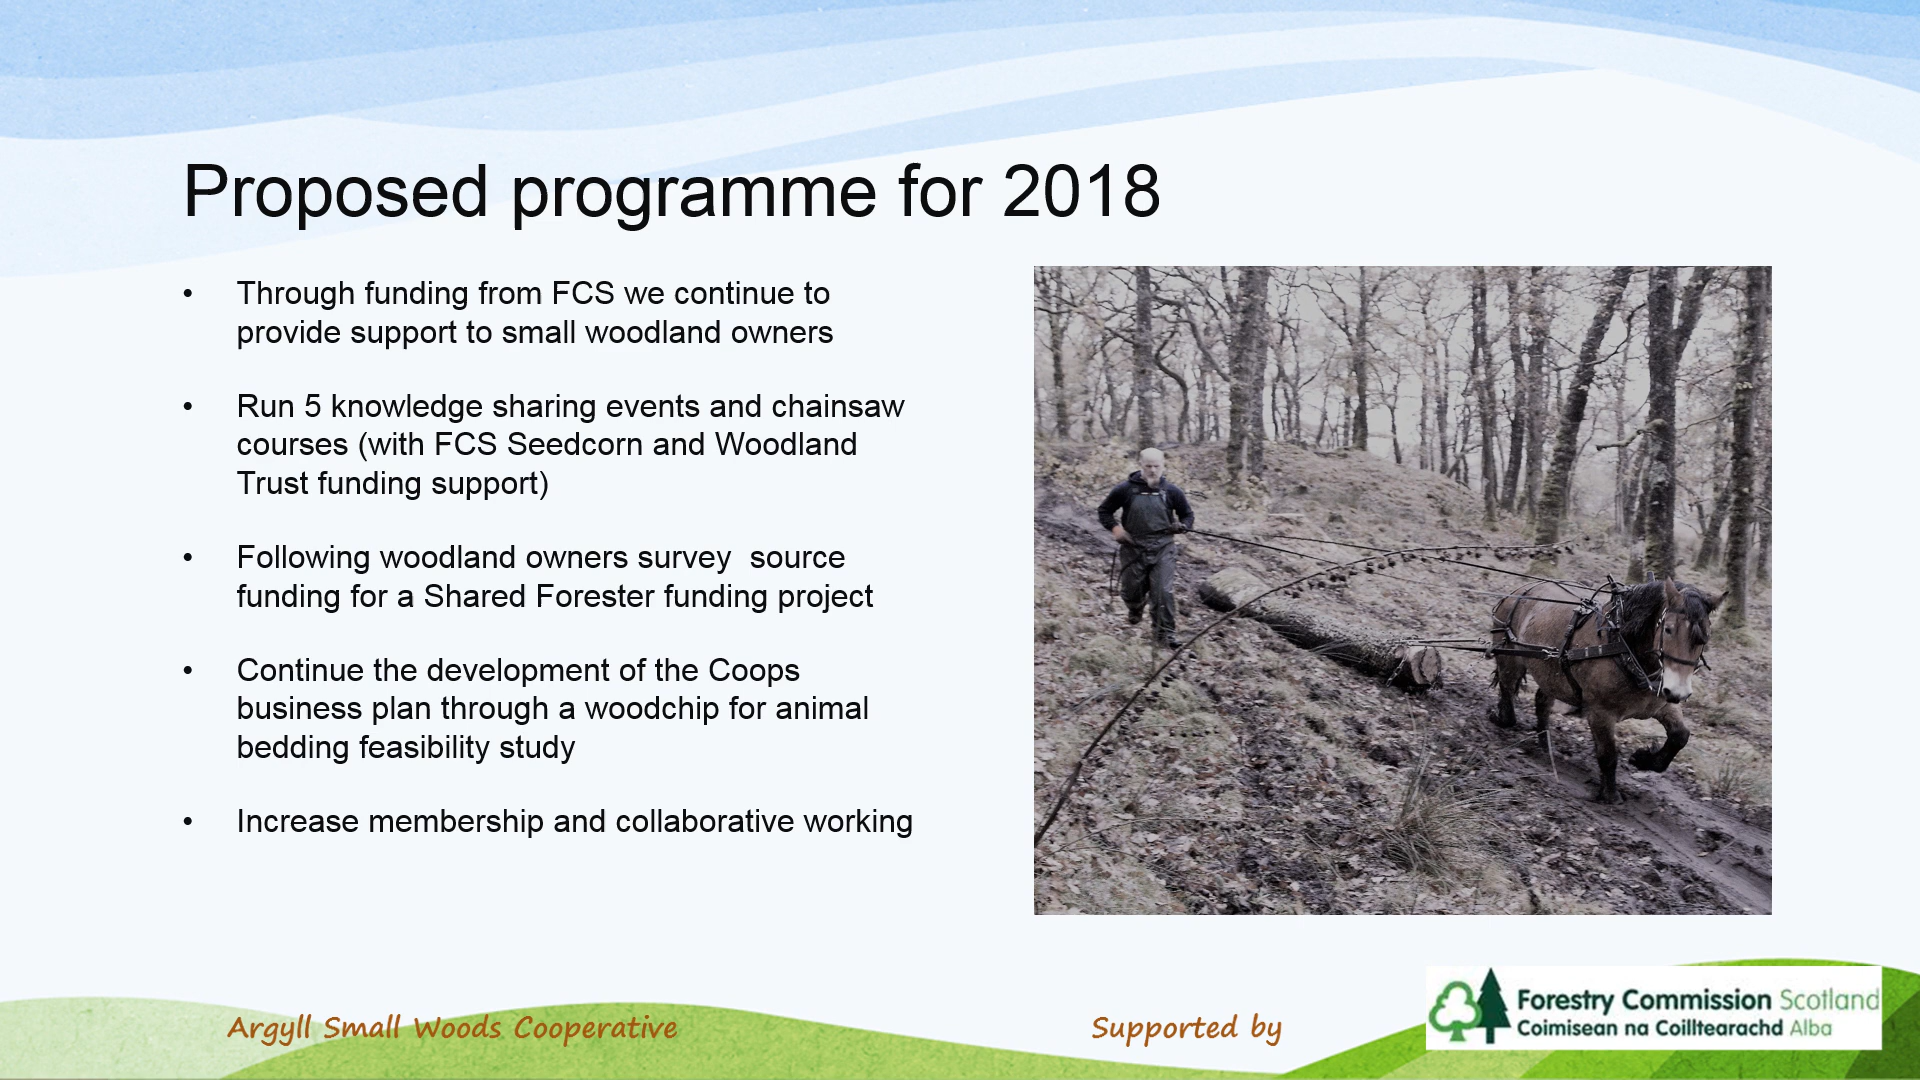 Proposed programme for 2018
• Through funding from FCS we continue to
provide support to small woodland owners
• Run 5 knowledge sharing events and chainsaw
courses (with FCS Seedcorn and Woodland
Trust funding support)
• Following woodland owners survey  source
funding for a Shared Forester funding project
• Continue the development of the Coops
business plan through a woodchip for animal
bedding feasibility study
• Increase membership and collaborative working
Argyll Small Woods Cooperative
Supported by
Forestry Commission Scotland
Coimisean na Coilltearachd Alba